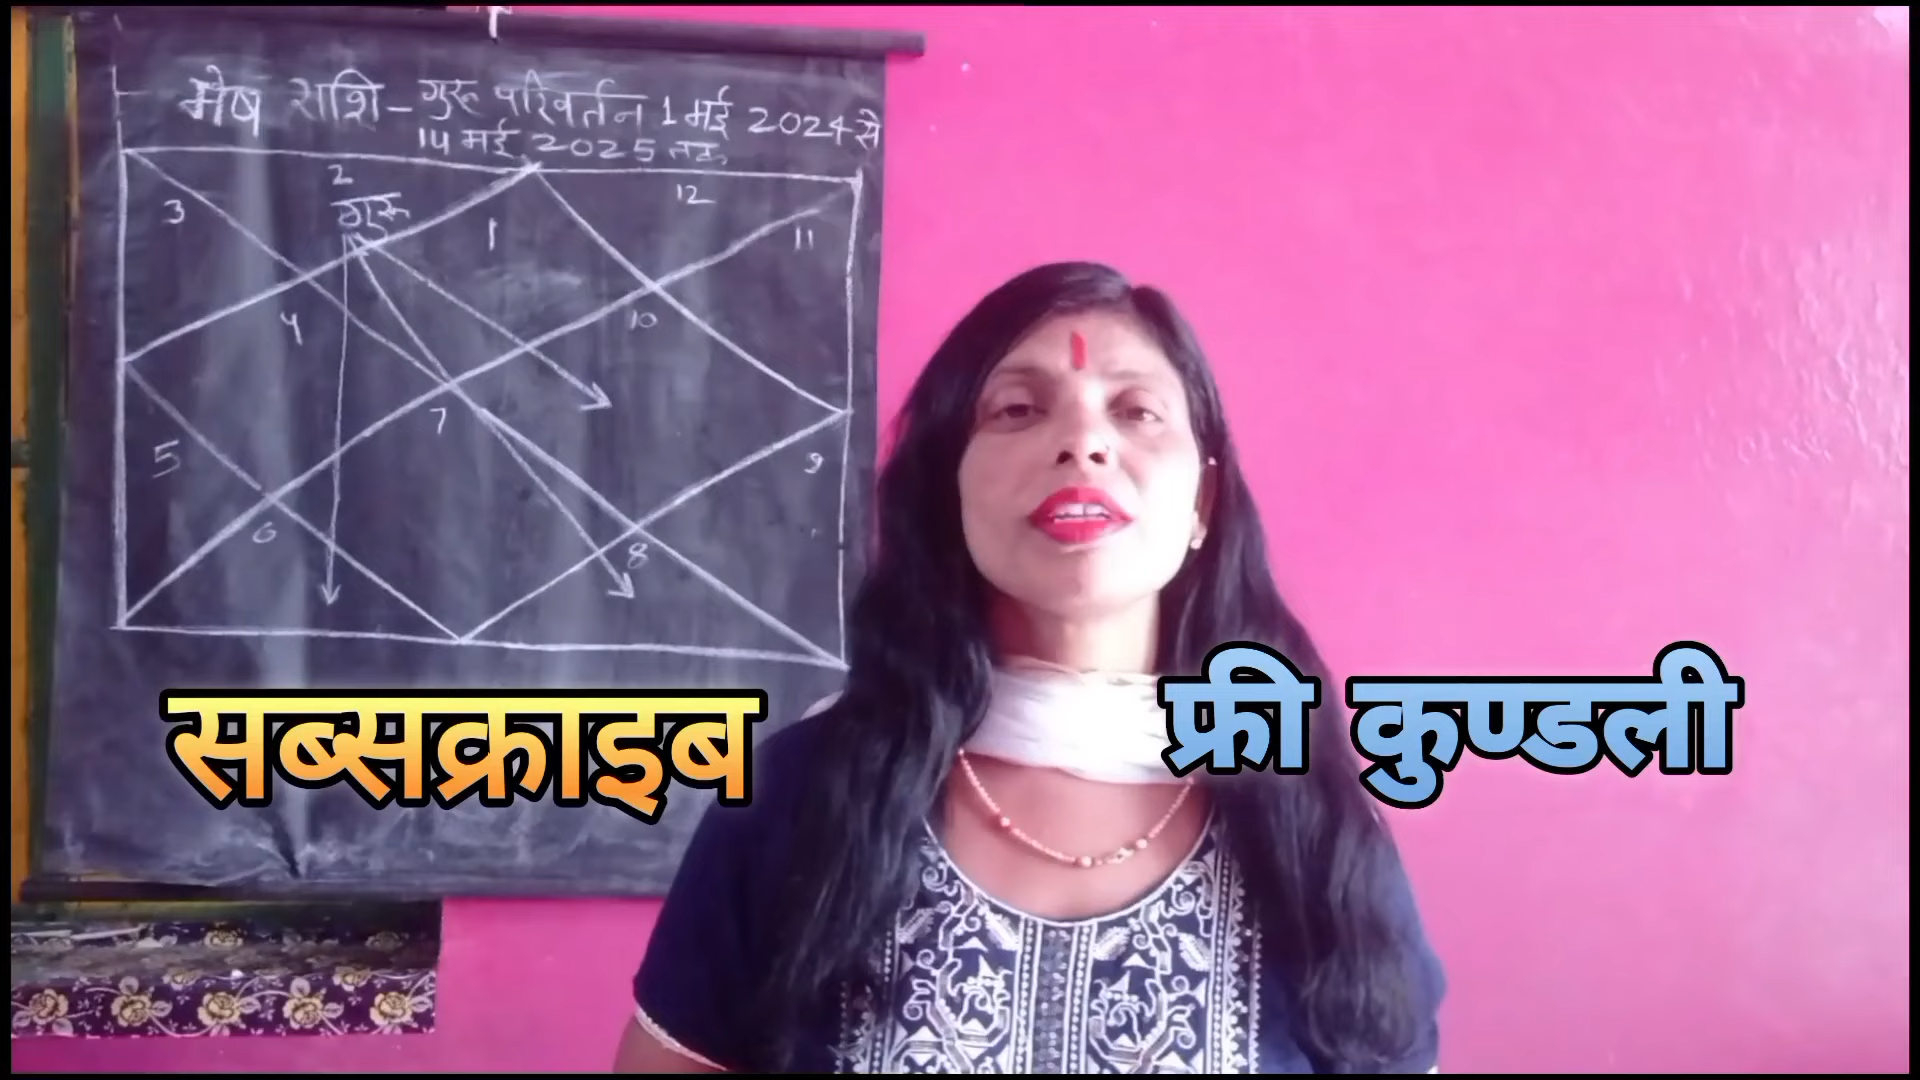 मेष राशि - गुरू परिवर्तन 1 मई 2024 से
14 मई 2025 तक
2
गुरू
3
1
12
11
4
10
7
5
9
6
8
सब्सक्राइब
फ्री कुण्डली